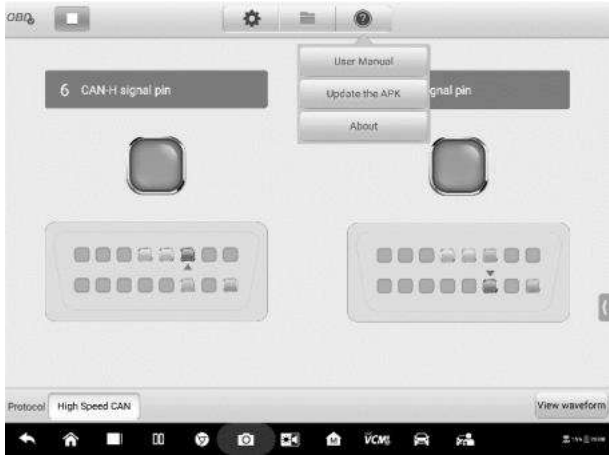 OBD
User Manual
6 CAN-H signal pin
Update the APK
gnal pin
About
Protocol
High Speed CAN
View waveform
VCMI